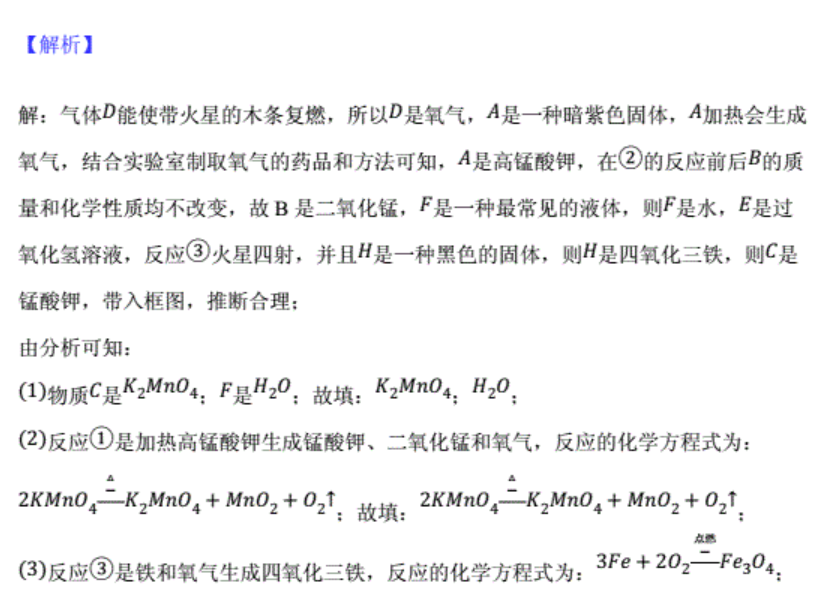 【解析】
解：气体D能使带火星的木条复燃，所以D是氧气，A是一种暗紫色固体，A加热会生成
氧气，结合实验室制取氧气的药品和方法可知，A是高锰酸钾，在②的反应前后B的质
量和化学性质均不改变，故 B 是二氧化锰，F是一种最常见的液体，则F是水，E是过
氧化氢溶液，反应③火星四射，并且H是一种黑色的固体，则H是四氧化三铁，则C是
锰酸钾，带入框图，推断合理；
由分析可知：
(1)物质C是K₂MnO₄；F是H₂O；故填：K₂MnO₄；H₂O；
(2)反应①是加热高锰酸钾生成锰酸钾、二氧化锰和氧气，反应的化学方程式为：
2KMnO₄ ≜ K₂MnO₄ + MnO₂ + O₂↑；故填：2KMnO₄ ≜ K₂MnO₄ + MnO₂ + O₂↑；
(3)反应③是铁和氧气生成四氧化三铁，反应的化学方程式为：3Fe + 2O₂ 点燃 Fe₃O₄；